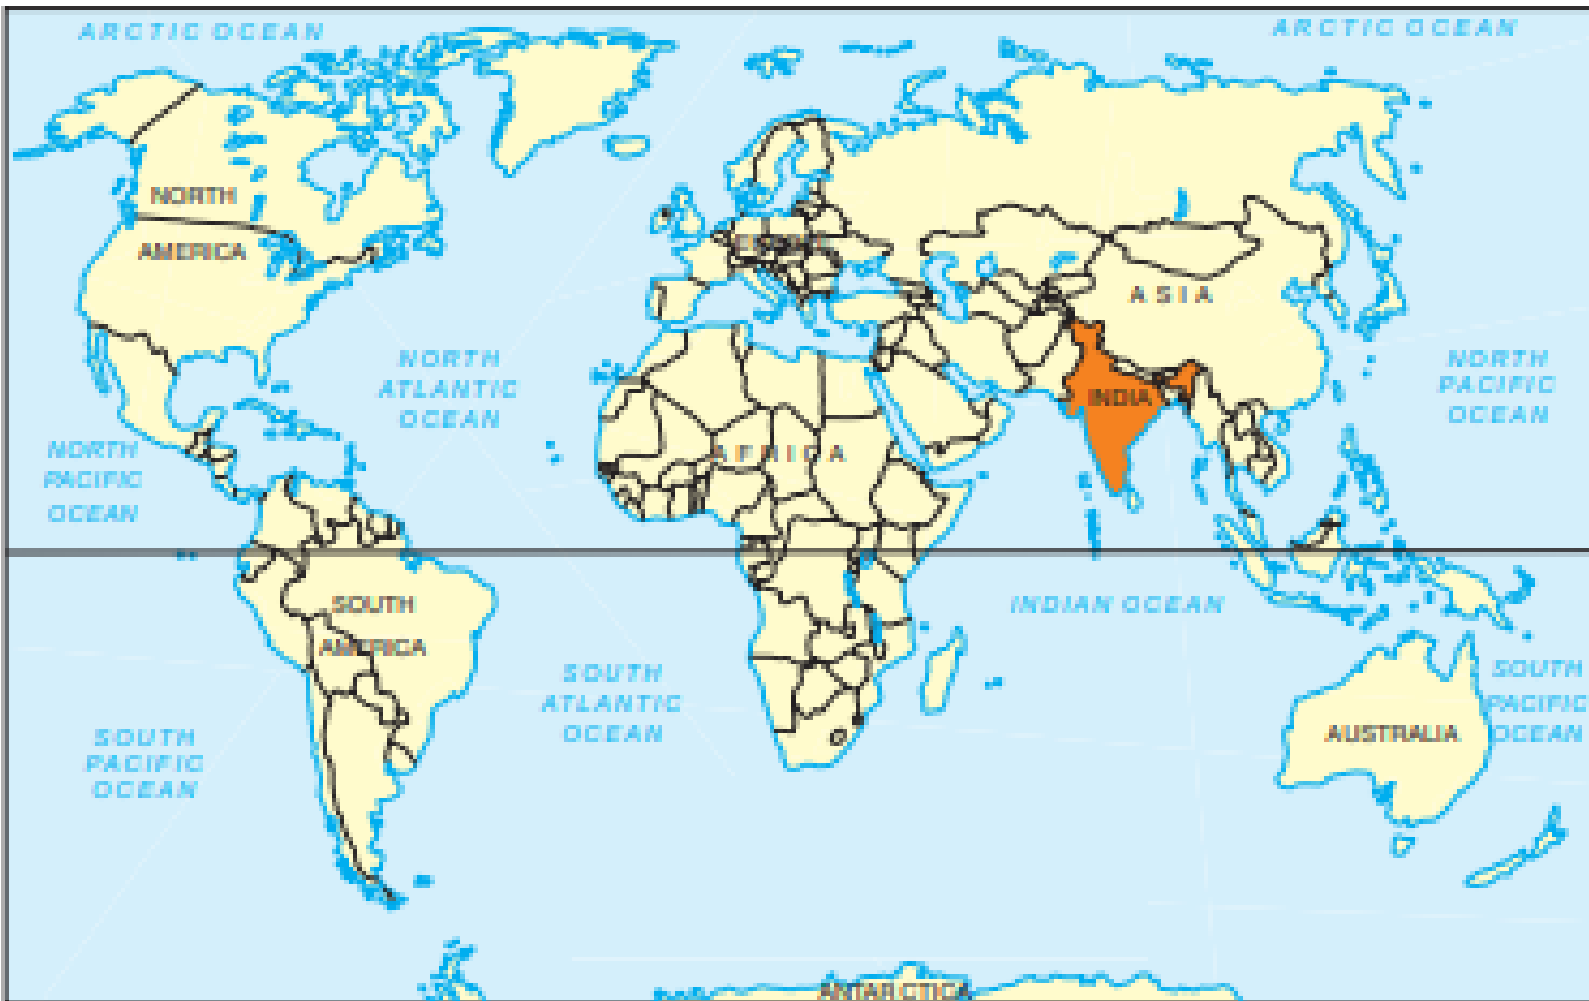 ARCTIC OCEAN
ARCTIC OCEAN
NORTH
AMERICA
EUROPE
ASIA
NORTH
ATLANTIC
OCEAN
NORTH
PACIFIC
OCEAN
INDIA
NORTH
PACIFIC
OCEAN
AFRICA
SOUTH
AMERICA
INDIAN OCEAN
SOUTH
ATLANTIC
OCEAN
SOUTH
PACIFIC
OCEAN
AUSTRALIA
SOUTH
PACIFIC
OCEAN
ANTARCTICA